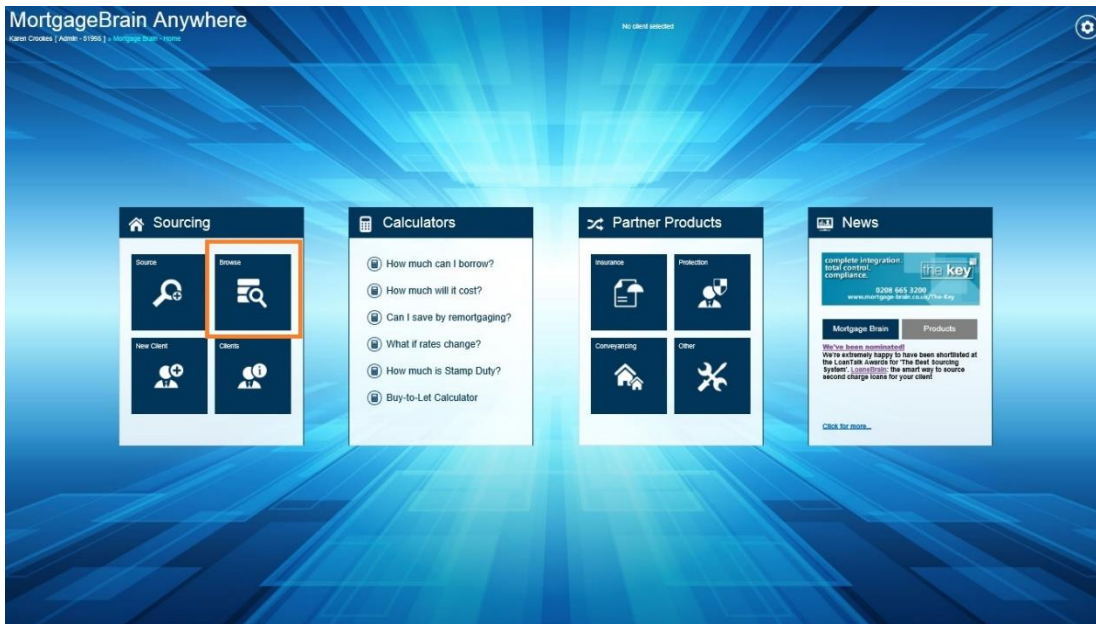 MortgageBrain Anywhere
Karen Crookes [ Admin - 51956 ] » Mortgage Brain - Home
No client selected
Sourcing
Source
Browse
New Client
Clients
Calculators
How much can I borrow?
How much will it cost?
Can I save by remortgaging?
What if rates change?
How much is Stamp Duty?
Buy-to-Let Calculator
Partner Products
Insurance
Protection
Conveyancing
Other
News
complete integration.
total control.
compliance.
the key
0208 665 3200
www.mortgage-brain.co.uk/The-Key
Mortgage Brain
Products
We've been nominated!
We're extremely happy to have been shortlisted at
the LoanTalk Awards for 'The Best Sourcing
System'. LoansBrain: the smart way to source
second charge loans for your client
Click for more...